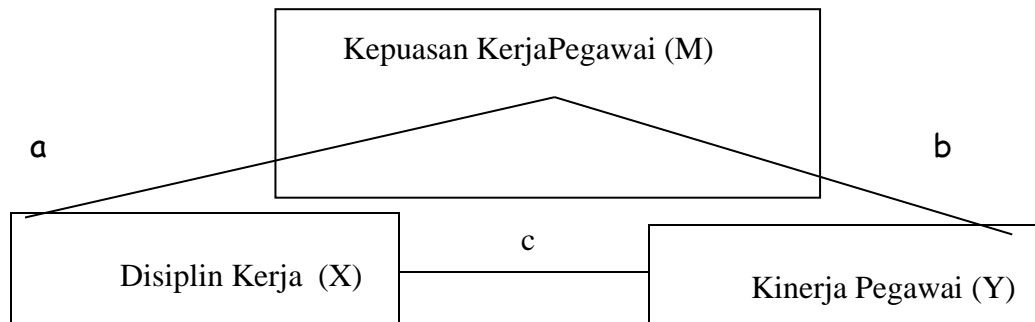 Kepuasan KerjaPegawai (M)
a
b
c
Disiplin Kerja (X)
Kinerja Pegawai (Y)